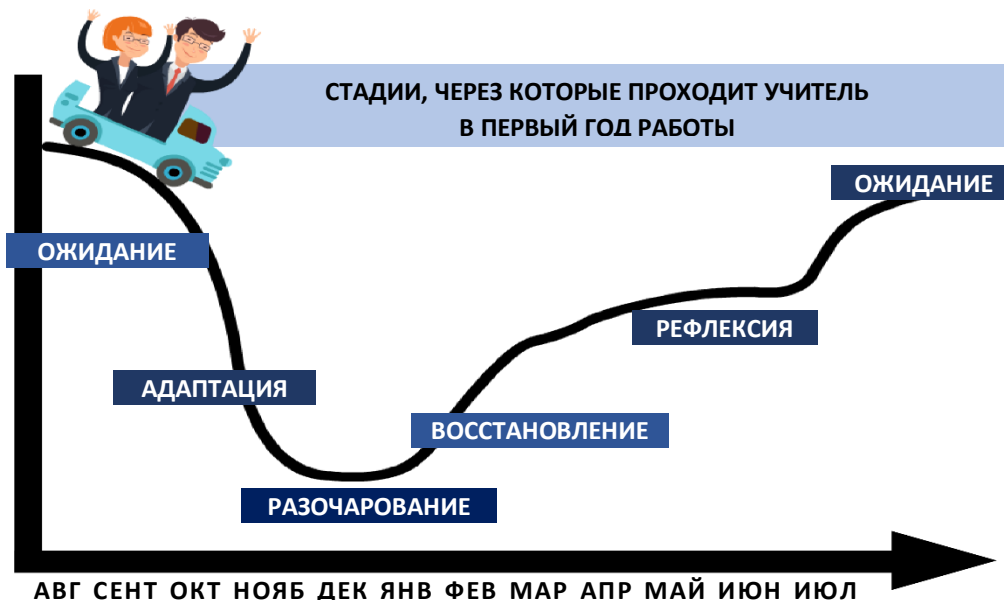 СТАДИИ, ЧЕРЕЗ КОТОРЫЕ ПРОХОДИТ УЧИТЕЛЬ
В ПЕРВЫЙ ГОД РАБОТЫ
ОЖИДАНИЕ
ОЖИДАНИЕ
РЕФЛЕКСИЯ
АДАПТАЦИЯ
ВОССТАНОВЛЕНИЕ
РАЗОЧАРОВАНИЕ
АВГ СЕНТ ОКТ НОЯБ ДЕК ЯНВ ФЕВ МАР АПР МАЙ ИЮН ИЮЛ